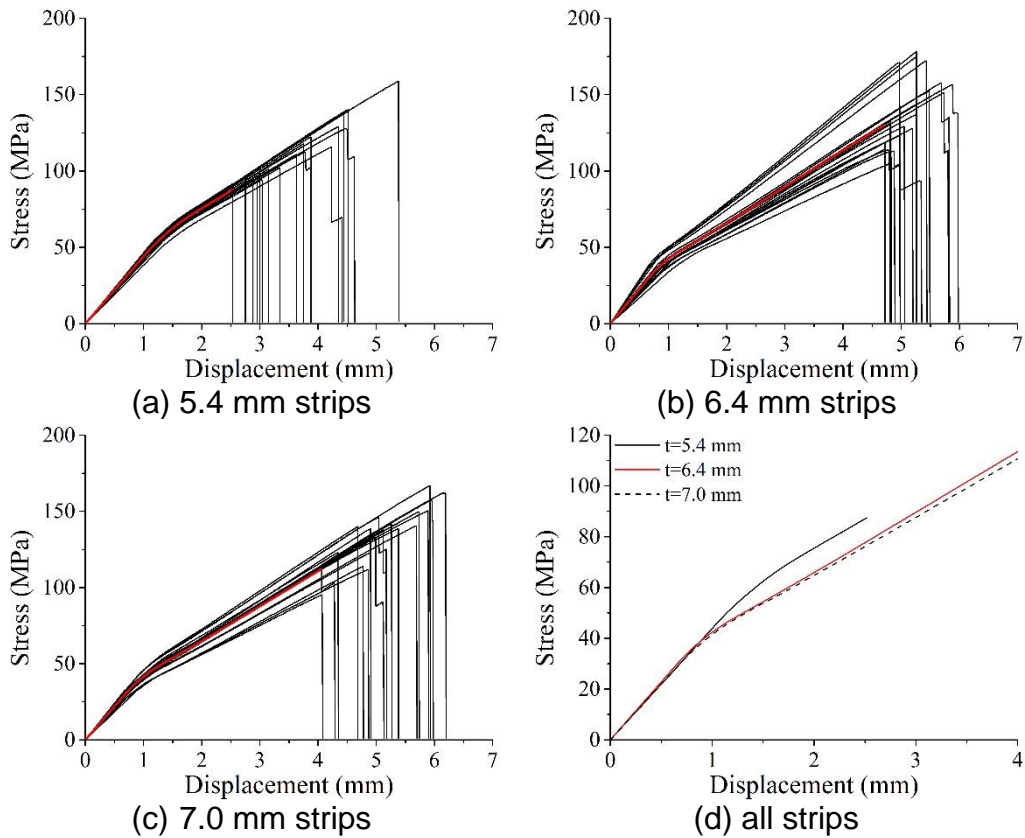 200
150
100
50
0
Stress (MPa)
0 1 2 3 4 5 6 7
Displacement (mm)
(a) 5.4 mm strips
200
150
100
50
0
Stress (MPa)
0 1 2 3 4 5 6 7
Displacement (mm)
(b) 6.4 mm strips
200
150
100
50
0
Stress (MPa)
0 1 2 3 4 5 6 7
Displacement (mm)
(c) 7.0 mm strips
120
100
80
60
40
20
0
Stress (MPa)
t=5.4 mm
t=6.4 mm
t=7.0 mm
0 1 2 3 4
Displacement (mm)
(d) all strips